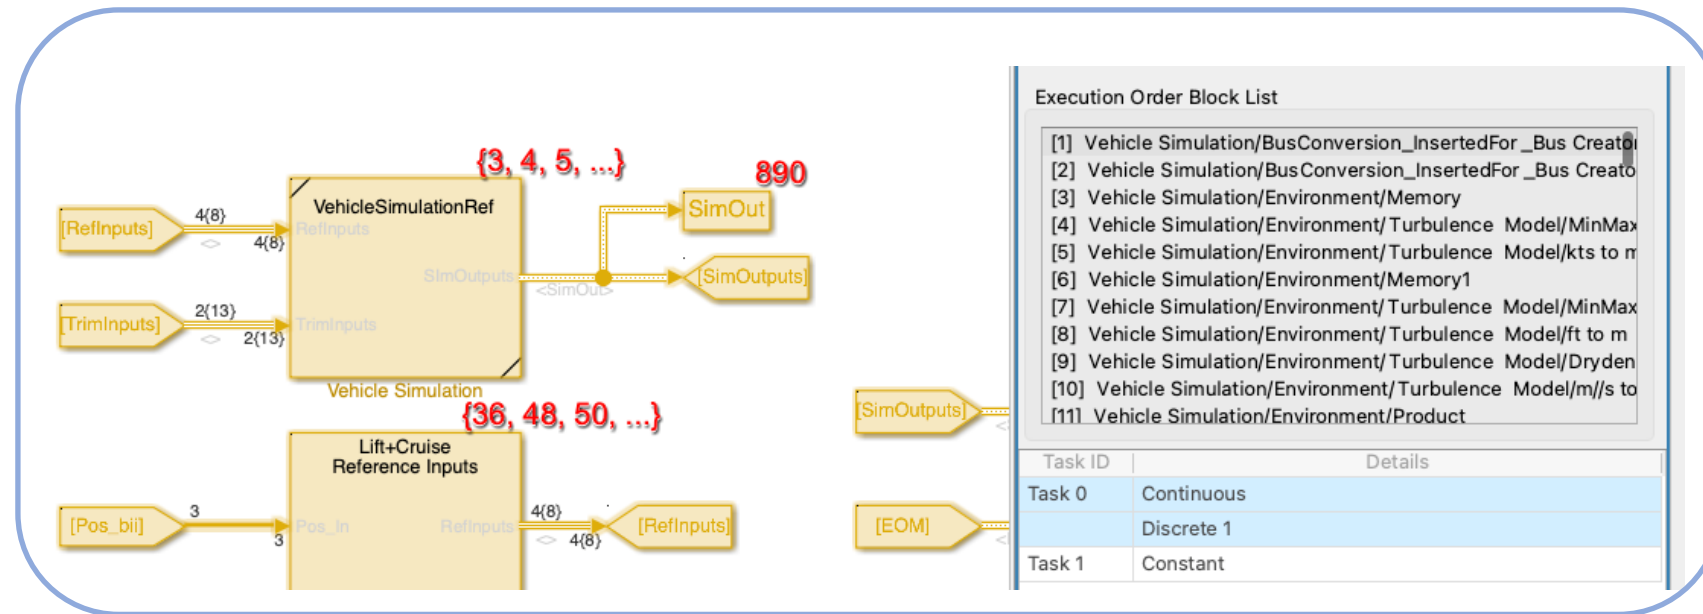 {3, 4, 5, ...}
890
VehicleSimulationRef
[RefInputs]
4{8}
<>
4{8}
RefInputs
SimOut
SimOutputs
<SimOut>
[SimOutputs]
[TrimInputs]
2{13}
<>
2{13}
TrimInputs
Vehicle Simulation
{36, 48, 50, ...}
Lift+Cruise
Reference Inputs
[Pos_bii]
3
3
Pos_In
RefInputs
4{8}
<>
4{8}
[RefInputs]
[SimOutputs]
[EOM]
Execution Order Block List
[1] Vehicle Simulation/BusConversion_InsertedFor_Bus Creator
[2] Vehicle Simulation/BusConversion_InsertedFor_Bus Creato
[3] Vehicle Simulation/Environment/Memory
[4] Vehicle Simulation/Environment/Turbulence Model/MinMax
[5] Vehicle Simulation/Environment/Turbulence Model/kts to m
[6] Vehicle Simulation/Environment/Memory1
[7] Vehicle Simulation/Environment/Turbulence Model/MinMax
[8] Vehicle Simulation/Environment/Turbulence Model/ft to m
[9] Vehicle Simulation/Environment/Turbulence Model/Dryden
[10] Vehicle Simulation/Environment/Turbulence Model/m//s to
[11] Vehicle Simulation/Environment/Product
Task ID Details
Task 0 Continuous
Discrete 1
Task 1 Constant